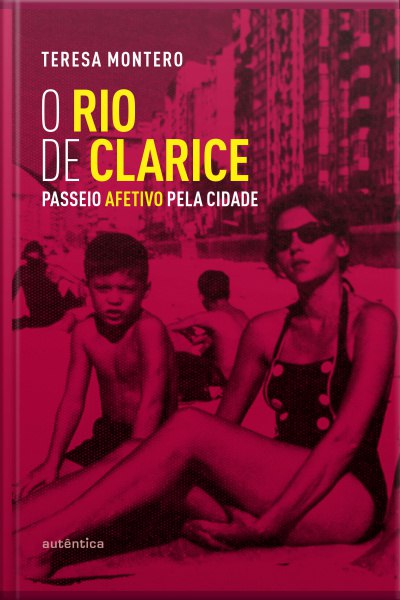 TERESA MONTERO
O RIO
DE CLARICE
PASSEIO AFETIVO PELA CIDADE
autêntica